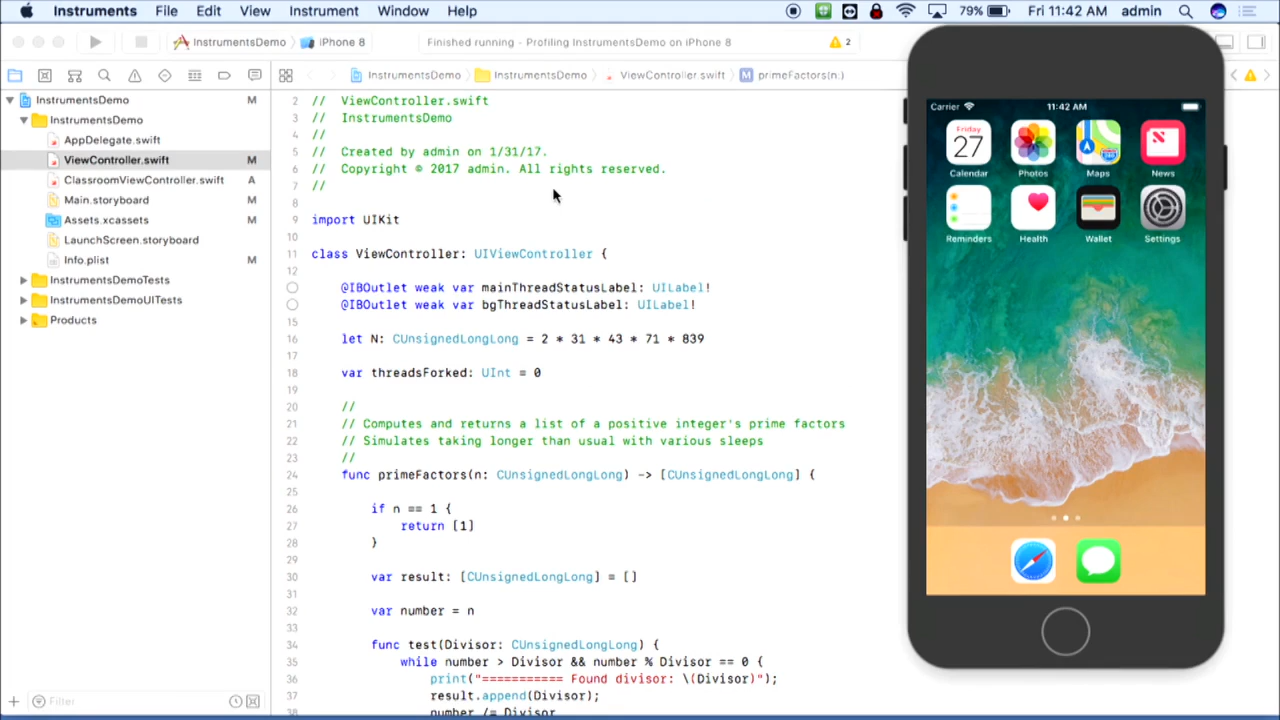 Instruments File Edit View Instrument Window Help 79% Fri 11:42 AM admin
InstrumentsDemo iPhone 8 Finished running - Profiling InstrumentsDemo on iPhone 8 2
InstrumentsDemo InstrumentsDemo ViewController.swift M primeFactors(n:)
InstrumentsDemo M
InstrumentsDemo
AppDelegate.swift
ViewController.swift M
ClassroomViewController.swift A
Main.storyboard M
Assets.xcassets M
LaunchScreen.storyboard
Info.plist M
InstrumentsDemoTests
InstrumentsDemoUITests
Products
Filter
2 // ViewController.swift
3 // InstrumentsDemo
4 //
5 // Created by admin on 1/31/17.
6 // Copyright © 2017 admin. All rights reserved.
7 //
8
9 import UIKit
10
11 class ViewController: UIViewController {
12
@IBOutlet weak var mainThreadStatusLabel: UILabel!
@IBOutlet weak var bgThreadStatusLabel: UILabel!
15
16 let N: CUnsignedLongLong = 2 * 31 * 43 * 71 * 839
17
18 var threadsForked: UInt = 0
19
20 //
21 // Computes and returns a list of a positive integer's prime factors
22 // Simulates taking longer than usual with various sleeps
23 //
24 func primeFactors(n: CUnsignedLongLong) -> [CUnsignedLongLong] {
25
26 if n == 1 {
27 return [1]
28 }
29
30 var result: [CUnsignedLongLong] = []
31
32 var number = n
33
34 func test(Divisor: CUnsignedLongLong) {
35 while number > Divisor && number % Divisor == 0 {
36 print("=========== Found divisor: \(Divisor)");
37 result.append(Divisor);
38 number /= Divisor
Carrier 11:42 AM
Friday
27
Calendar Photos Maps News
Reminders Health Wallet Settings